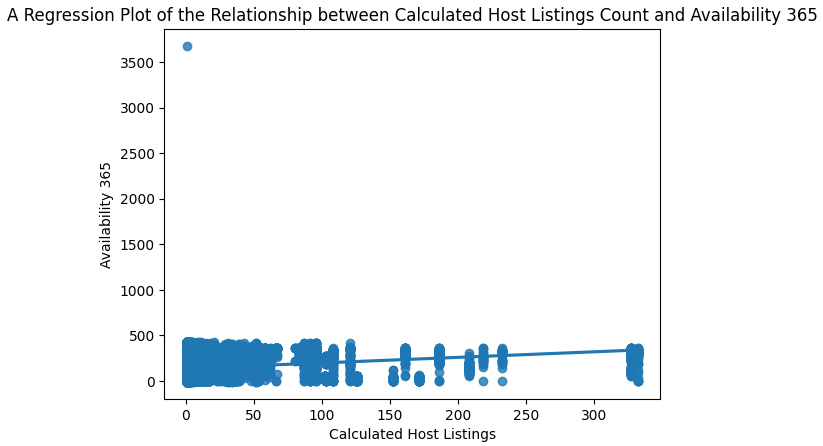 A Regression Plot of the Relationship between Calculated Host Listings Count and Availability 365
3500
3000
2500
2000
1500
1000
500
0
Availability 365
0 50 100 150 200 250 300
Calculated Host Listings